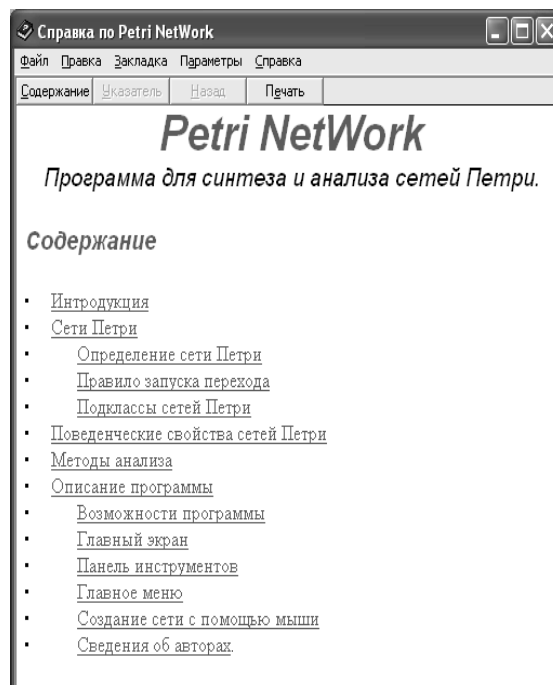 Справка по Petri NetWork
Файл Правка Закладка Параметры Справка
Содержание Указатель Назад Печать
Petri NetWork
Программа для синтеза и анализа сетей Петри.
Содержание
Интродукция
Сети Петри
Определение сети Петри
Правило запуска перехода
Подклассы сетей Петри
Поведенческие свойства сетей Петри
Методы анализа
Описание программы
Возможности программы
Главный экран
Панель инструментов
Главное меню
Создание сети с помощью мыши
Сведения об авторах.